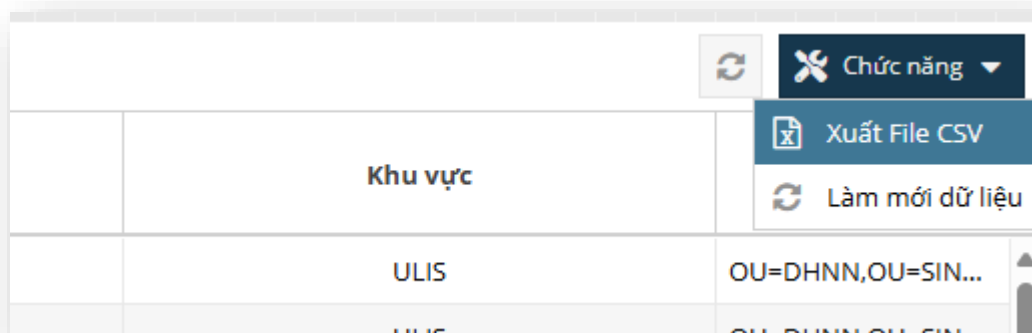 Chức năng
Xuất File CSV
Khu vực
Làm mới dữ liệu
ULIS
OU=DHNN,OU=SIN...